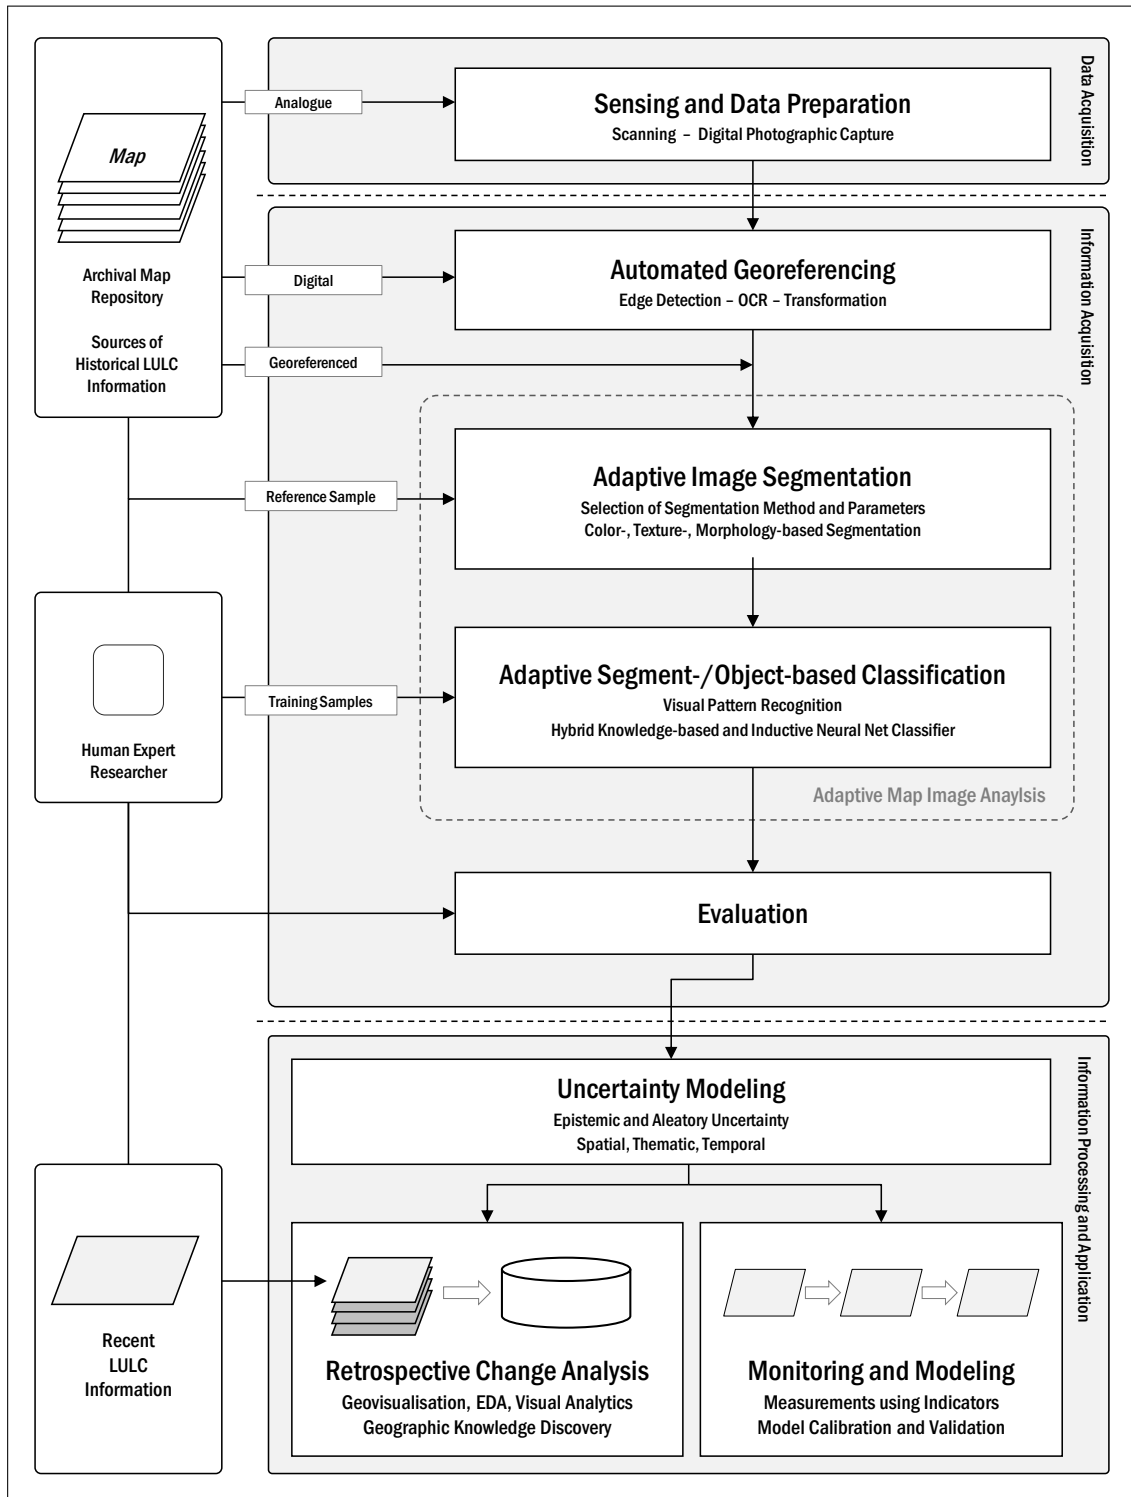 Data Acquisition
Analogue
Sensing and Data Preparation
Scanning – Digital Photographic Capture
Map
Archival Map
Repository
Sources of
Historical LULC
Information
Information Acquisition
Digital
Automated Georeferencing
Edge Detection – OCR – Transformation
Georeferenced
Reference Sample
Adaptive Image Segmentation
Selection of Segmentation Method and Parameters
Color-, Texture-, Morphology-based Segmentation
Human Expert
Researcher
Training Samples
Adaptive Segment-/Object-based Classification
Visual Pattern Recognition
Hybrid Knowledge-based and Inductive Neural Net Classifier
Adaptive Map Image Anaylsis
Evaluation
Information Processing and Application
Uncertainty Modeling
Epistemic and Aleatory Uncertainty
Spatial, Thematic, Temporal
Recent
LULC
Information
Retrospective Change Analysis
Geovisualisation, EDA, Visual Analytics
Geographic Knowledge Discovery
Monitoring and Modeling
Measurements using Indicators
Model Calibration and Validation